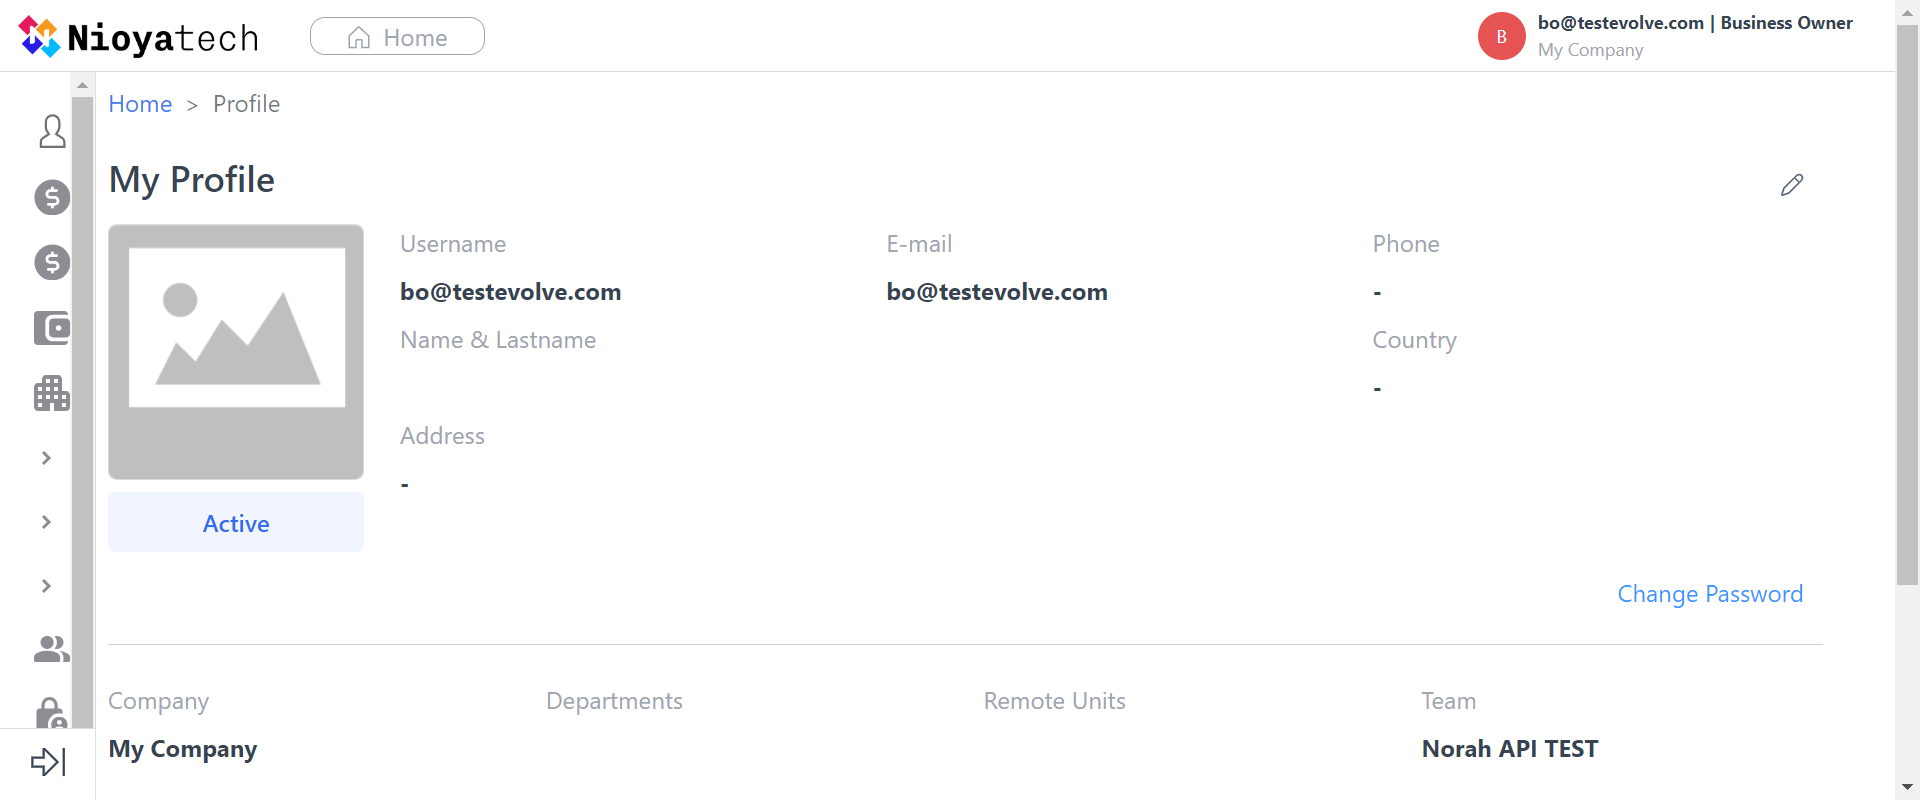 Nioyatech
Home
B
bo@testevolve.com | Business Owner
My Company
Home > Profile
My Profile
Username
E-mail
Phone
bo@testevolve.com
bo@testevolve.com
-
Name & Lastname
Country
-
Address
-
Active
Change Password
Company
Departments
Remote Units
Team
My Company
Norah API TEST